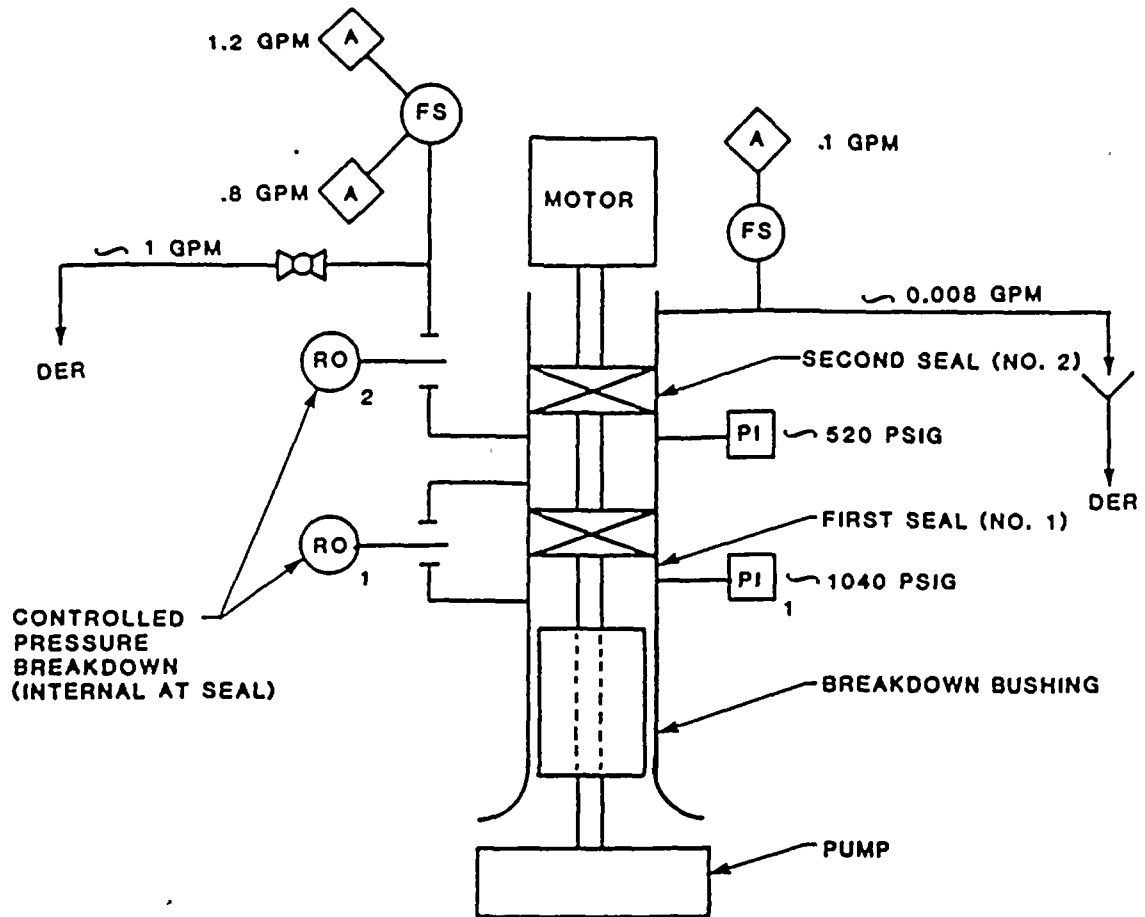 1.2 GPM
A
FS
A
.8 GPM
A
.1 GPM
FS
MOTOR
~ 1 GPM
DER
~ 0.008 GPM
DER
RO
2
SECOND SEAL (NO. 2)
PI
~ 520 PSIG
RO
1
FIRST SEAL (NO. 1)
PI
1
~ 1040 PSIG
CONTROLLED
PRESSURE
BREAKDOWN
(INTERNAL AT SEAL)
BREAKDOWN BUSHING
PUMP